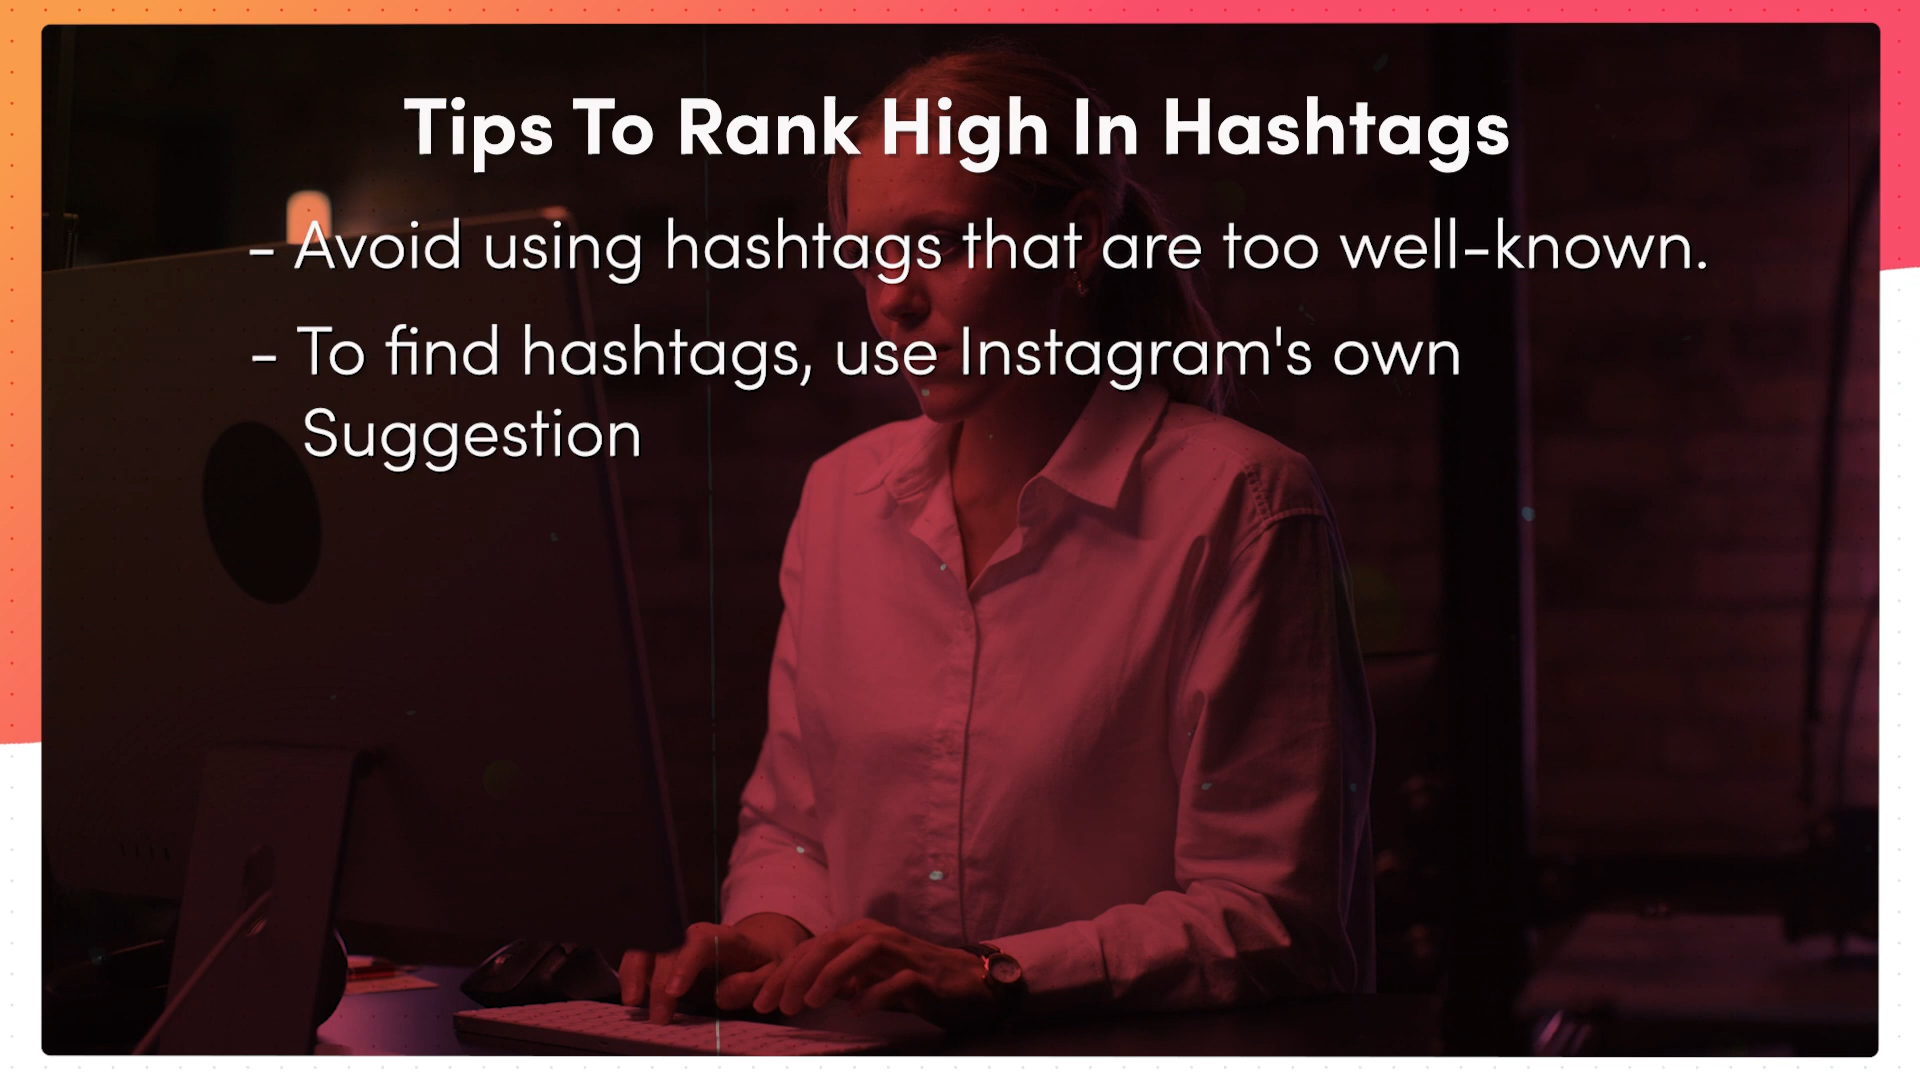 Tips To Rank High In Hashtags
- Avoid using hashtags that are too well-known.
- To find hashtags, use Instagram's own
Suggestion